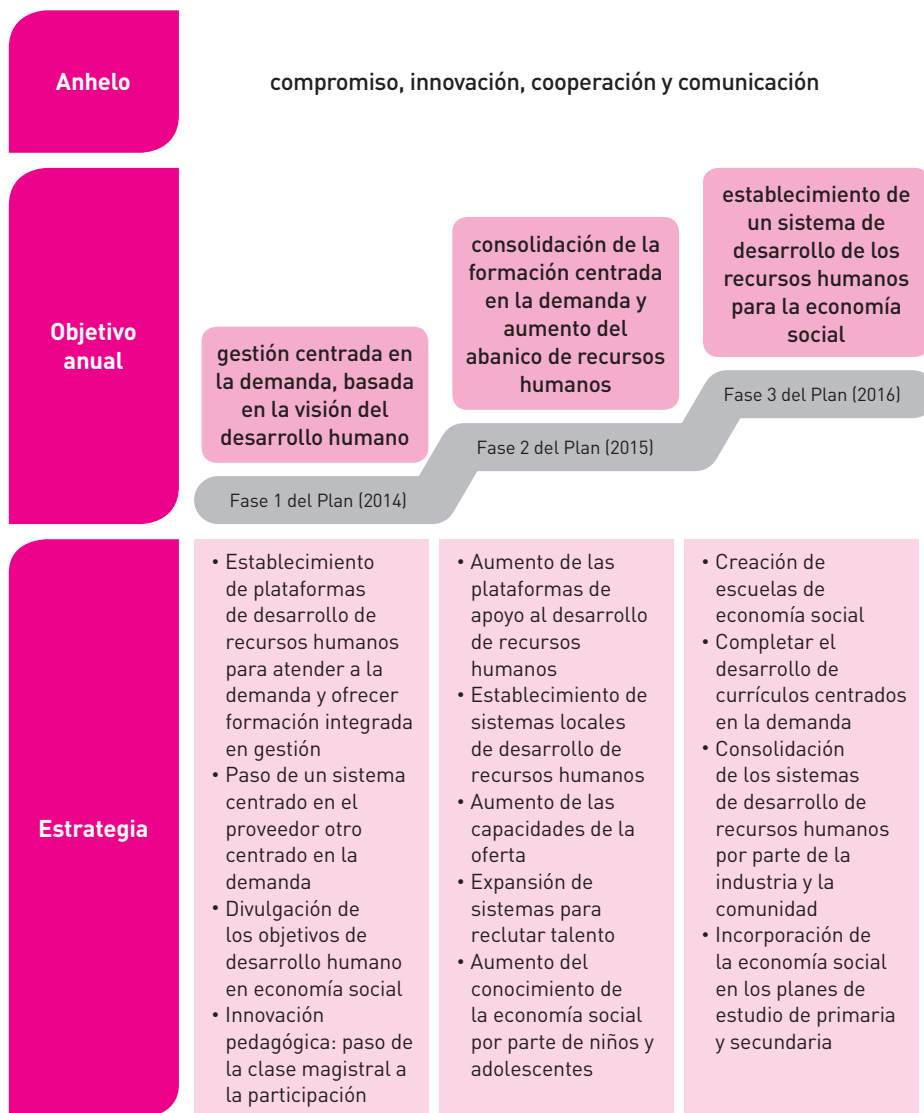 Anhelo
compromiso, innovación, cooperación y comunicación
Objetivo
anual
gestión centrada en
la demanda, basada
en la visión del
desarrollo humano
Fase 1 del Plan (2014)
consolidación de la
formación centrada
en la demanda y
aumento del
abanico de recursos
humanos
Fase 2 del Plan (2015)
establecimiento de
un sistema de
desarrollo de los
recursos humanos
para la economía
social
Fase 3 del Plan (2016)
Estrategia
• Establecimiento
de plataformas
de desarrollo de
recursos humanos
para atender a la
demanda y ofrecer
formación integrada
en gestión
• Paso de un sistema
centrado en el
proveedor otro
centrado en la
demanda
• Divulgación de
los objetivos de
desarrollo humano
en economía social
• Innovación
pedagógica: paso de
la clase magistral a
la participación
• Aumento de las
plataformas de
apoyo al desarrollo
de recursos
humanos
• Establecimiento de
sistemas locales
de desarrollo de
recursos humanos
• Aumento de las
capacidades de la
oferta
• Expansión de
sistemas para
reclutar talento
• Aumento del
conocimiento de
la economía social
por parte de niños y
adolescentes
• Creación de
escuelas de
economía social
• Completar el
desarrollo de
currículos centrados
en la demanda
• Consolidación
de los sistemas
de desarrollo de
recursos humanos
por parte de la
industria y la
comunidad
• Incorporación de
la economía social
en los planes de
estudio de primaria
y secundaria